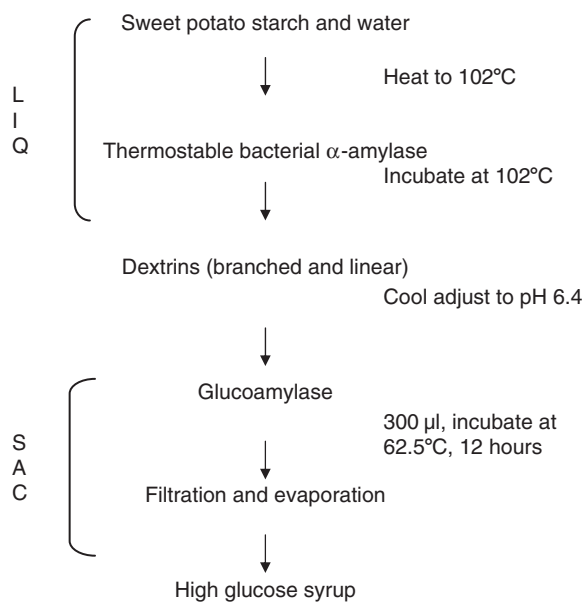 Sweet potato starch and water
Heat to 102°C
L
I
Q
Thermostable bacterial α-amylase
Incubate at 102°C
Dextrins (branched and linear)
Cool adjust to pH 6.4
Glucoamylase
300 µl, incubate at
62.5°C, 12 hours
S
A
C
Filtration and evaporation
High glucose syrup